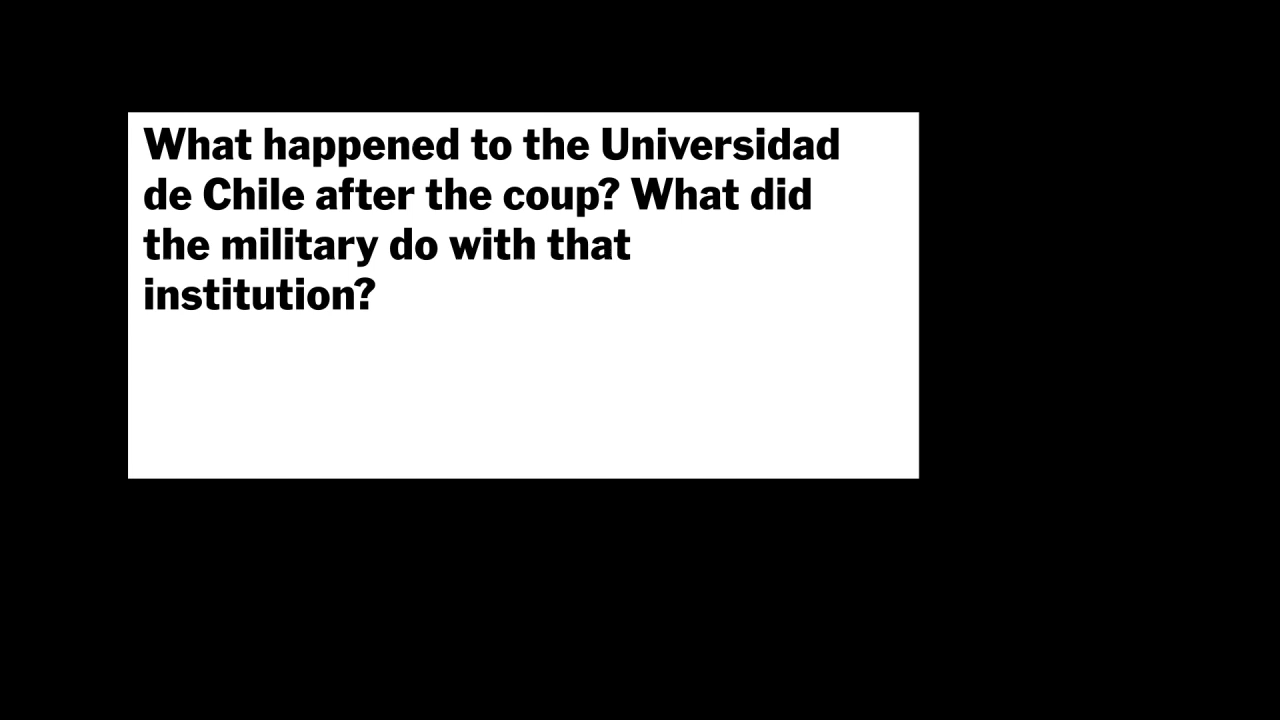 What happened to the Universidad
de Chile after the coup? What did
the military do with that
institution?